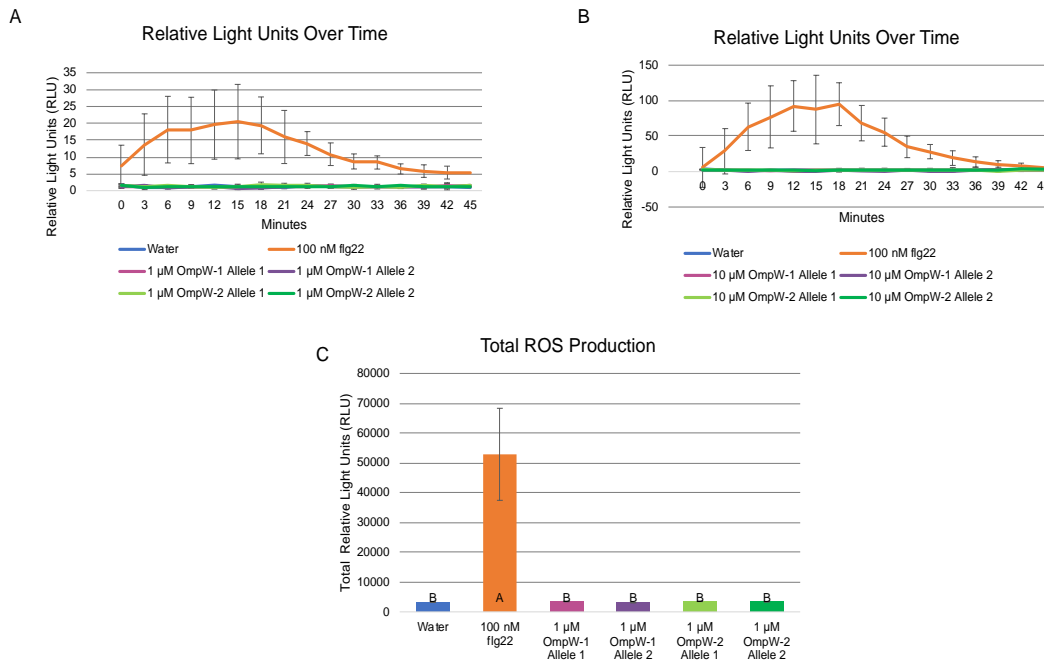 A
Relative Light Units Over Time
Relative Light Units (RLU)
35
30
25
20
15
10
5
0
0 3 6 9 12 15 18 21 24 27 30 33 36 39 42 45
Minutes
Water
100 nM flg22
1 µM OmpW-1 Allele 1
1 µM OmpW-1 Allele 2
1 µM OmpW-2 Allele 1
1 µM OmpW-2 Allele 2
B
Relative Light Units Over Time
Relative Light Units (RLU)
150
100
50
0
-50
0 3 6 9 12 15 18 21 24 27 30 33 36 39 42
Minutes
Water
100 nM flg22
10 µM OmpW-1 Allele 1
10 µM OmpW-1 Allele 2
10 µM OmpW-2 Allele 1
10 µM OmpW-2 Allele 2
C
Total ROS Production
Total Relative Light Units (RLU)
80000
70000
60000
50000
40000
30000
20000
10000
0
B A B B B B
Water
100 nM
flg22
1 µM
OmpW-1
Allele 1
1 µM
OmpW-1
Allele 2
1 µM
OmpW-2
Allele 1
1 µM
OmpW-2
Allele 2